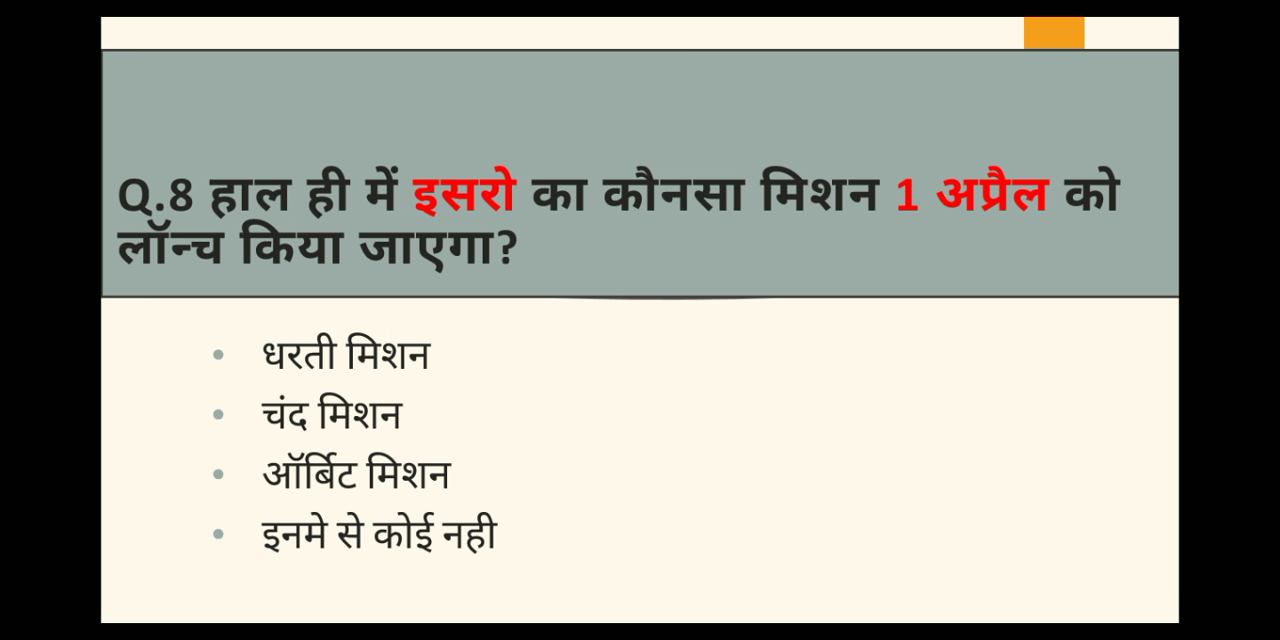 Q.8 हाल ही में इसरो का कौनसा मिशन 1 अप्रैल को
लॉन्च किया जाएगा?
• धरती मिशन
• चंद मिशन
• ऑर्बिट मिशन
• इनमे से कोई नही